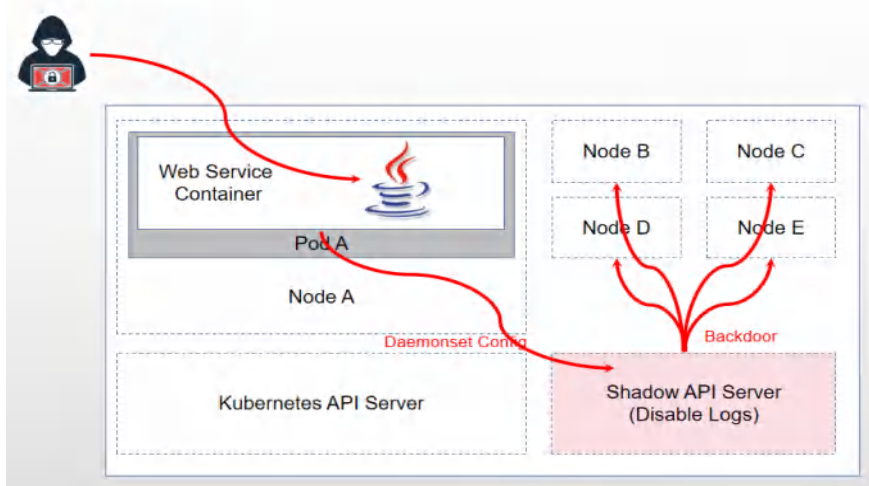 Web Service
Container
Pod A
Node A
Node B
Node C
Node D
Node E
Daemonset Config
Backdoor
Kubernetes API Server
Shadow API Server
(Disable Logs)